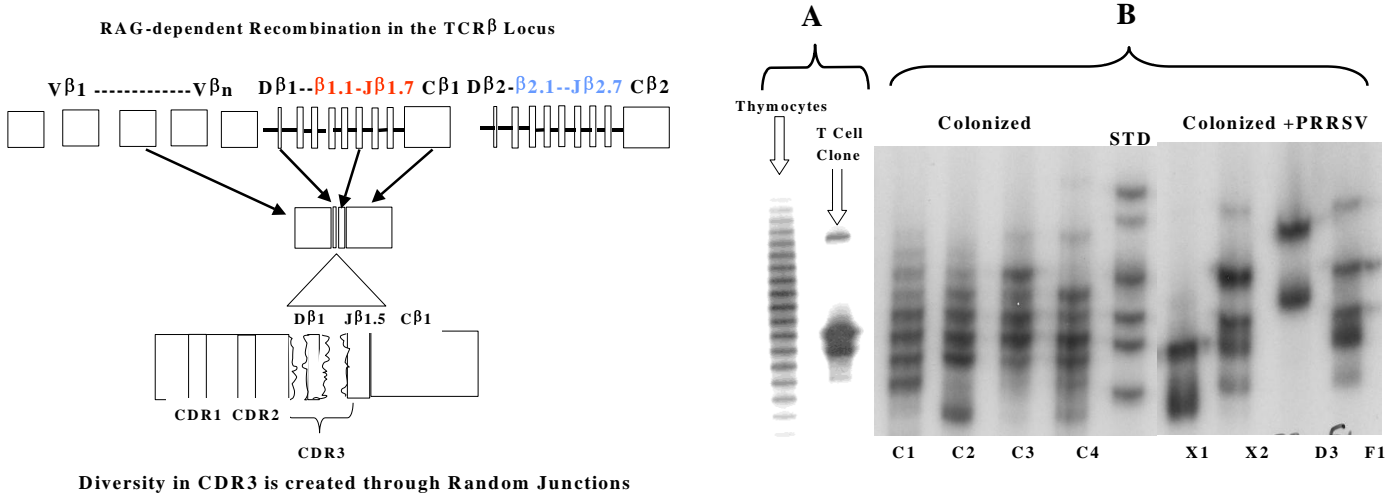 RAG-dependent Recombination in the TCRβ Locus
Vβ1 -------------Vβn Dβ1--β1.1-Jβ1.7 Cβ1 Dβ2-β2.1--Jβ2.7 Cβ2
Dβ1 Jβ1.5 Cβ1
CDR1 CDR2
CDR3
Diversity in CDR3 is created through Random Junctions
A
B
Thymocytes
T Cell
Clone
Colonized
STD
Colonized +PRRSV
C1 C2 C3 C4 X1 X2 D3 F1